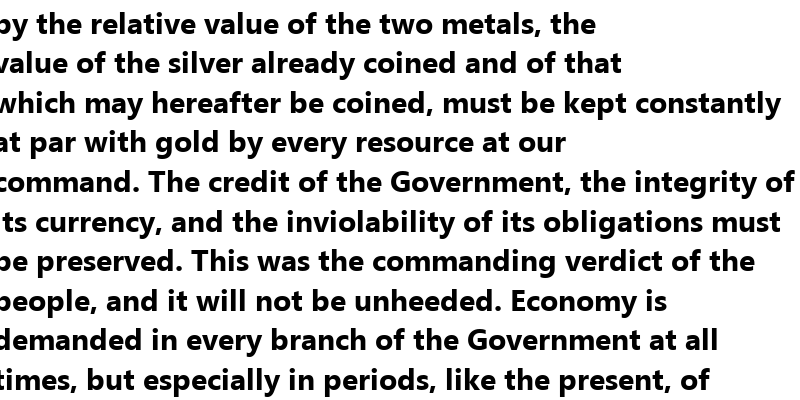 by the relative value of the two metals, the
value of the silver already coined and of that
which may hereafter be coined, must be kept constantly
at par with gold by every resource at our
command. The credit of the Government, the integrity of
its currency, and the inviolability of its obligations must
be preserved. This was the commanding verdict of the
people, and it will not be unheeded. Economy is
demanded in every branch of the Government at all
times, but especially in periods, like the present, of